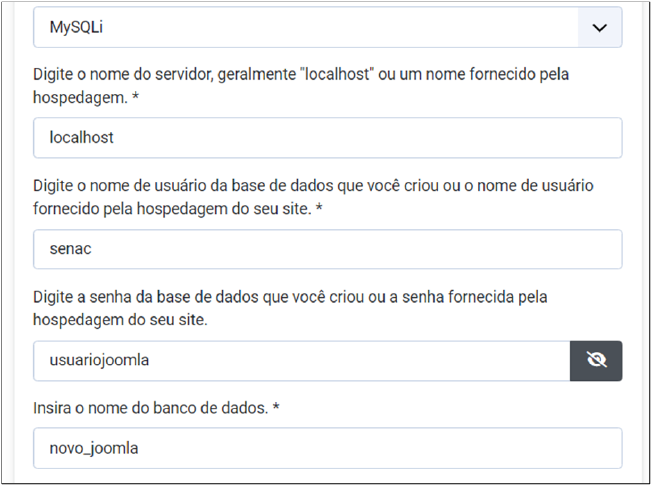 MySQLi
Digite o nome do servidor, geralmente "localhost" ou um nome fornecido pela
hospedagem. *
localhost
Digite o nome de usuário da base de dados que você criou ou o nome de usuário
fornecido pela hospedagem do seu site. *
senac
Digite a senha da base de dados que você criou ou a senha fornecida pela
hospedagem do seu site.
usuariojoomla
Insira o nome do banco de dados. *
novo_joomla